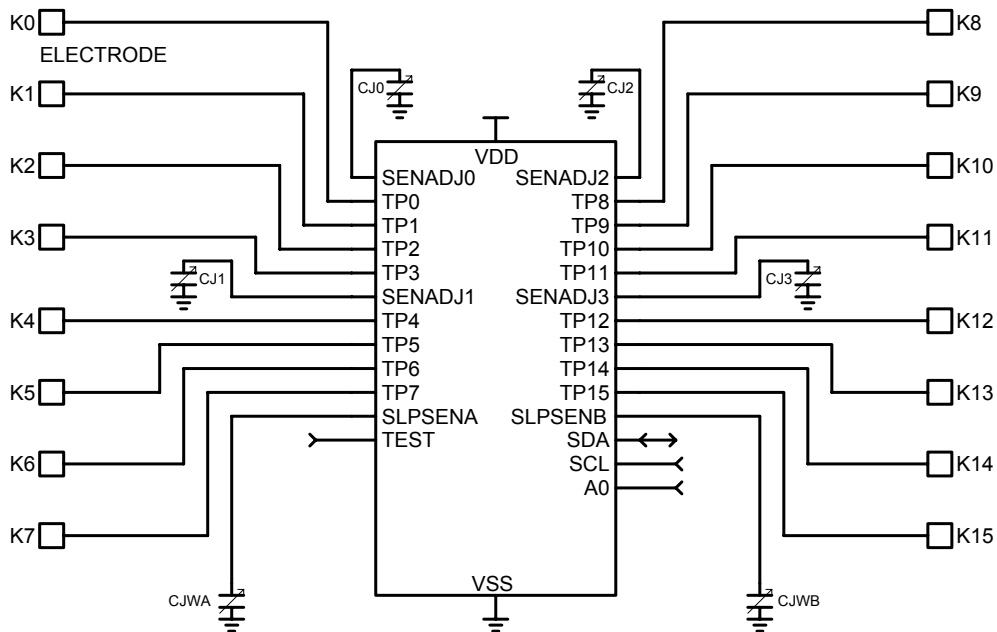 K0
ELECTRODE
K1
K2
K3
K4
K5
K6
K7
CJ0
CJ1
CJWA
VDD
SENADJ0
TP0
TP1
TP2
TP3
SENADJ1
TP4
TP5
TP6
TP7
SLPSENA
TEST
SENADJ2
TP8
TP9
TP10
TP11
SENADJ3
TP12
TP13
TP14
TP15
SLPSENB
SDA
SCL
A0
VSS
CJ2
CJ3
CJWB
K8
K9
K10
K11
K12
K13
K14
K15